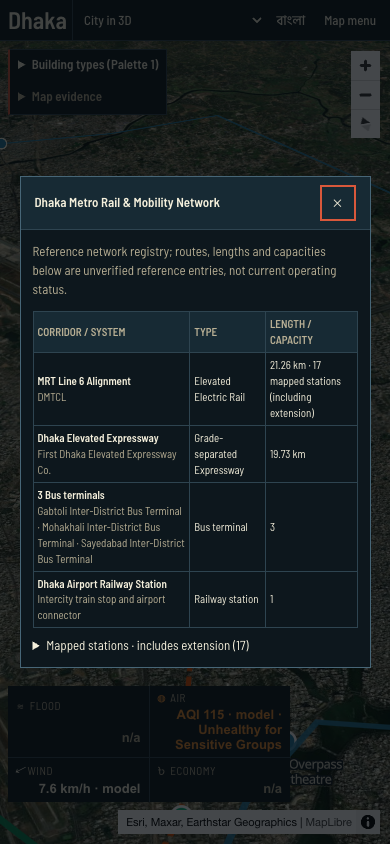 Dhaka
City in 3D
বাংলা
Map menu
▶ Building types (Palette 1)
▶ Map evidence
Dhaka Metro Rail & Mobility Network
×
Reference network registry; routes, lengths and capacities
below are unverified reference entries, not current operating
status.
CORRIDOR / SYSTEM
TYPE
LENGTH /
CAPACITY
MRT Line 6 Alignment
DMTCL
Elevated
Electric Rail
21.26 km · 17
mapped stations
(including
extension)
Dhaka Elevated Expressway
First Dhaka Elevated Expressway
Co.
Grade-
separated
Expressway
19.73 km
3 Bus terminals
Gabtoli Inter-District Bus Terminal
· Mohakhali Inter-District Bus
Terminal · Sayedabad Inter-District
Bus Terminal
Bus terminal
3
Dhaka Airport Railway Station
Intercity train stop and airport
connector
Railway station
1
▶ Mapped stations · includes extension (17)
FLOOD
n/a
AIR
AQI 115 · model ·
Unhealthy for
Sensitive Groups
WIND
7.6 km/h · model
ECONOMY
n/a
Overpass
theatre
Esri, Maxar, Earthstar Geographics | MapLibre